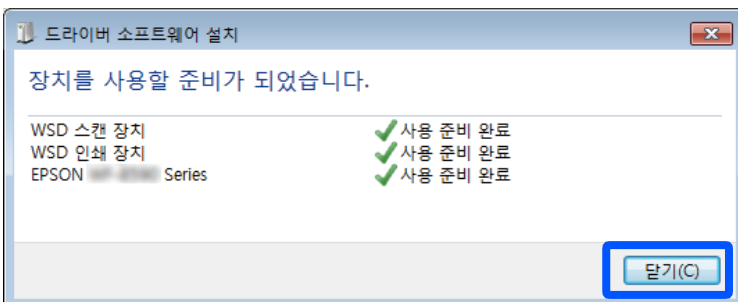 드라이버 소프트웨어 설치
장치를 사용할 준비가 되었습니다.
WSD 스캔 장치 사용 준비 완료
WSD 인쇄 장치 사용 준비 완료
EPSON Series 사용 준비 완료
닫기(C)